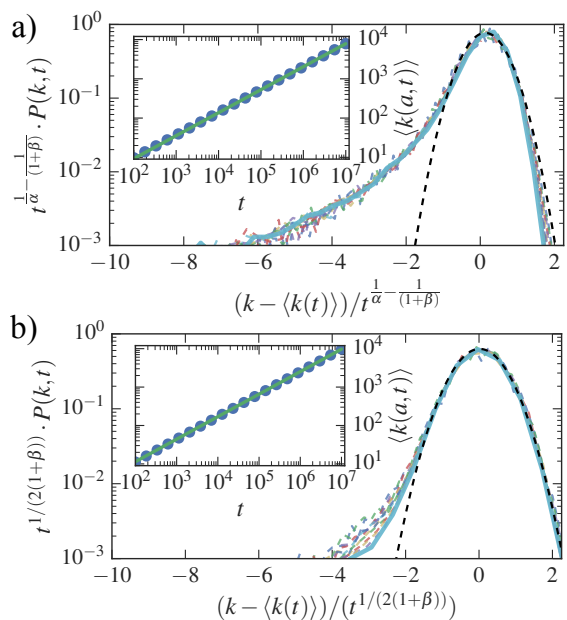 a)
10^0
10^-1
10^-2
10^-3
t^{1/α − 1/(1+β)} · P(k,t)
10^4
10^3
10^2
10^1
⟨k(a,t)⟩
10^2 10^3 10^4 10^5 10^6 10^7
t
−10 −8 −6 −4 −2 0 2
(k − ⟨k(t)⟩)/t^{1/α − 1/(1+β)}
b)
10^0
10^-1
10^-2
10^-3
t^{1/(2(1+β))} · P(k,t)
10^4
10^3
10^2
10^1
⟨k(a,t)⟩
10^2 10^3 10^4 10^5 10^6 10^7
t
−10 −8 −6 −4 −2 0 2
(k − ⟨k(t)⟩)/(t^{1/(2(1+β))})